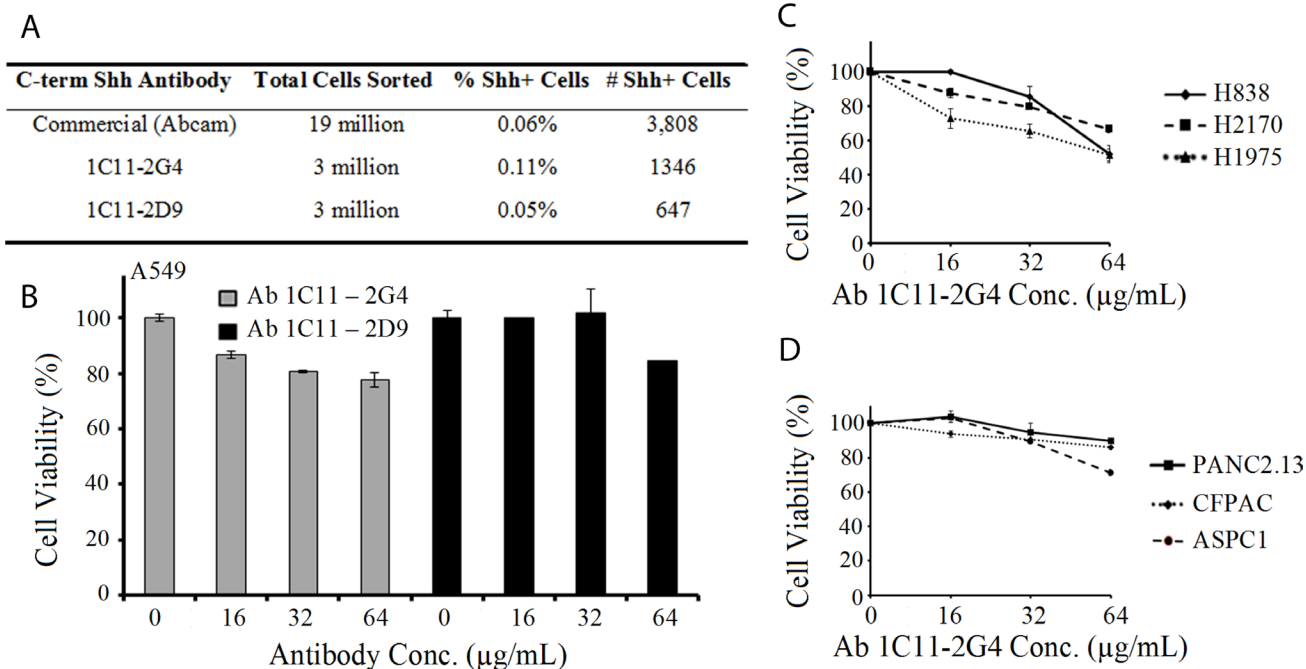 A
C-term Shh Antibody Total Cells Sorted % Shh+ Cells # Shh+ Cells
Commercial (Abcam) 19 million 0.06% 3,808
1C11-2G4 3 million 0.11% 1346
1C11-2D9 3 million 0.05% 647
B
A549
Ab 1C11 – 2G4
Ab 1C11 – 2D9
Cell Viability (%)
100
80
60
40
20
0
0 16 32 64 0 16 32 64
Antibody Conc. (µg/mL)
C
Cell Viability (%)
100
80
60
40
20
0
0 16 32 64
Ab 1C11-2G4 Conc. (µg/mL)
H838
H2170
H1975
D
Cell Viability (%)
100
80
60
40
20
0
0 16 32 64
Ab 1C11-2G4 Conc. (µg/mL)
PANC2.13
CFPAC
ASPC1